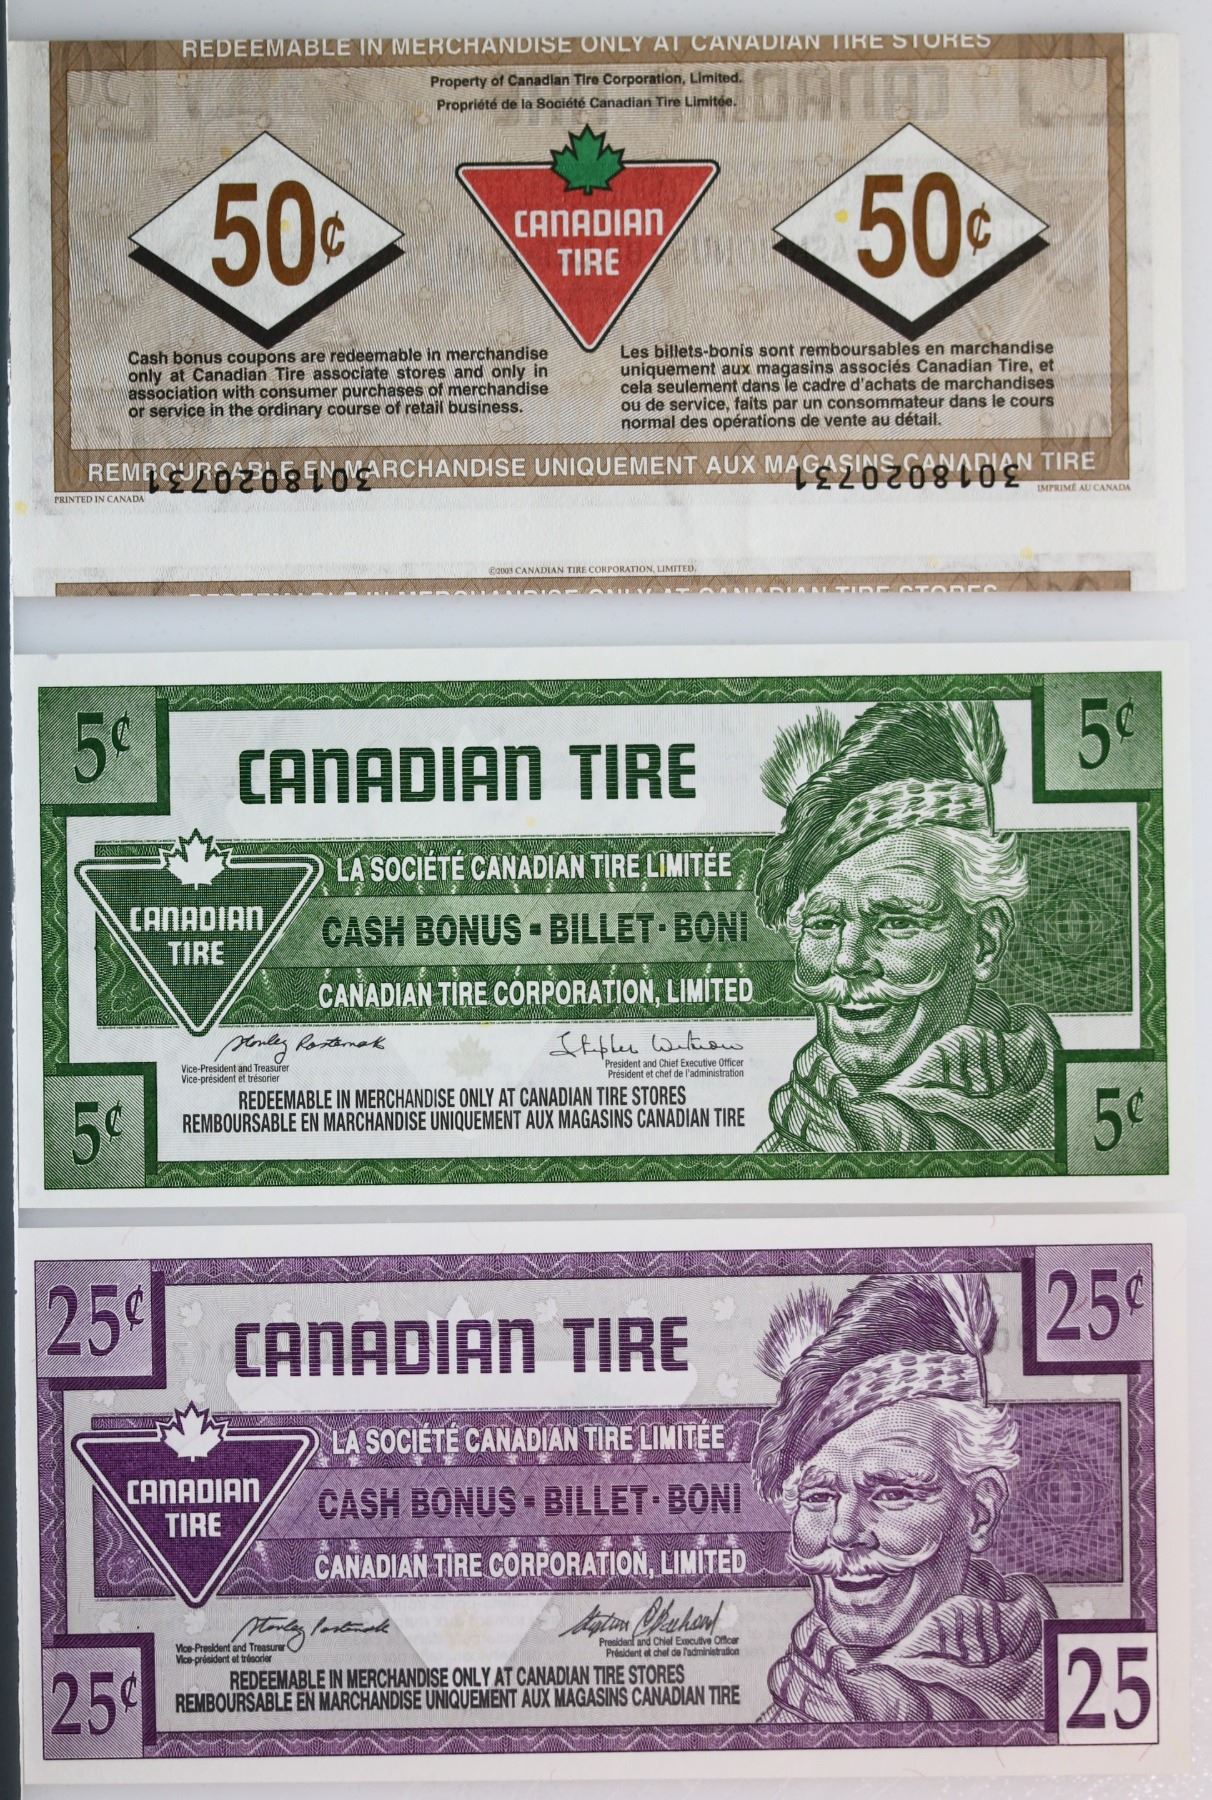 REDEEMABLE IN MERCHANDISE ONLY AT CANADIAN TIRE STORES
Property of Canadian Tire Corporation, Limited.
Propriété de la Société Canadian Tire Limitée.
50¢
CANADIAN
TIRE
50¢
Cash bonus coupons are redeemable in merchandise
only at Canadian Tire associate stores and only in
association with consumer purchases of merchandise
or service in the ordinary course of retail business.
Les billets-bonis sont remboursables en marchandise
uniquement aux magasins associés Canadian Tire, et
cela seulement dans le cadre d'achats de marchandises
ou de service, faits par un consommateur dans le cours
normal des opérations de vente au détail.
REMBOURSABLE EN MARCHANDISE UNIQUEMENT AUX MAGASINS CANADIAN TIRE
3018020731
3018020731
PRINTED IN CANADA
IMPRIMÉ AU CANADA
©2003 CANADIAN TIRE CORPORATION, LIMITED.
REDEEMABLE IN MERCHANDISE ONLY AT CANADIAN TIRE STORES
5¢
5¢
CANADIAN TIRE
LA SOCIÉTÉ CANADIAN TIRE LIMITÉE
CANADIAN
TIRE
CASH BONUS - BILLET - BONI
CANADIAN TIRE CORPORATION, LIMITED
Vice-President and Treasurer
Vice-président et trésorier
President and Chief Executive Officer
Président et chef de l'administration
REDEEMABLE IN MERCHANDISE ONLY AT CANADIAN TIRE STORES
REMBOURSABLE EN MARCHANDISE UNIQUEMENT AUX MAGASINS CANADIAN TIRE
5¢
5¢
25¢
25¢
CANADIAN TIRE
LA SOCIÉTÉ CANADIAN TIRE LIMITÉE
CANADIAN
TIRE
CASH BONUS - BILLET - BONI
CANADIAN TIRE CORPORATION, LIMITED
Vice-President and Treasurer
Vice-président et trésorier
President and Chief Executive Officer
Président et chef de l'administration
REDEEMABLE IN MERCHANDISE ONLY AT CANADIAN TIRE STORES
REMBOURSABLE EN MARCHANDISE UNIQUEMENT AUX MAGASINS CANADIAN TIRE
25¢
25